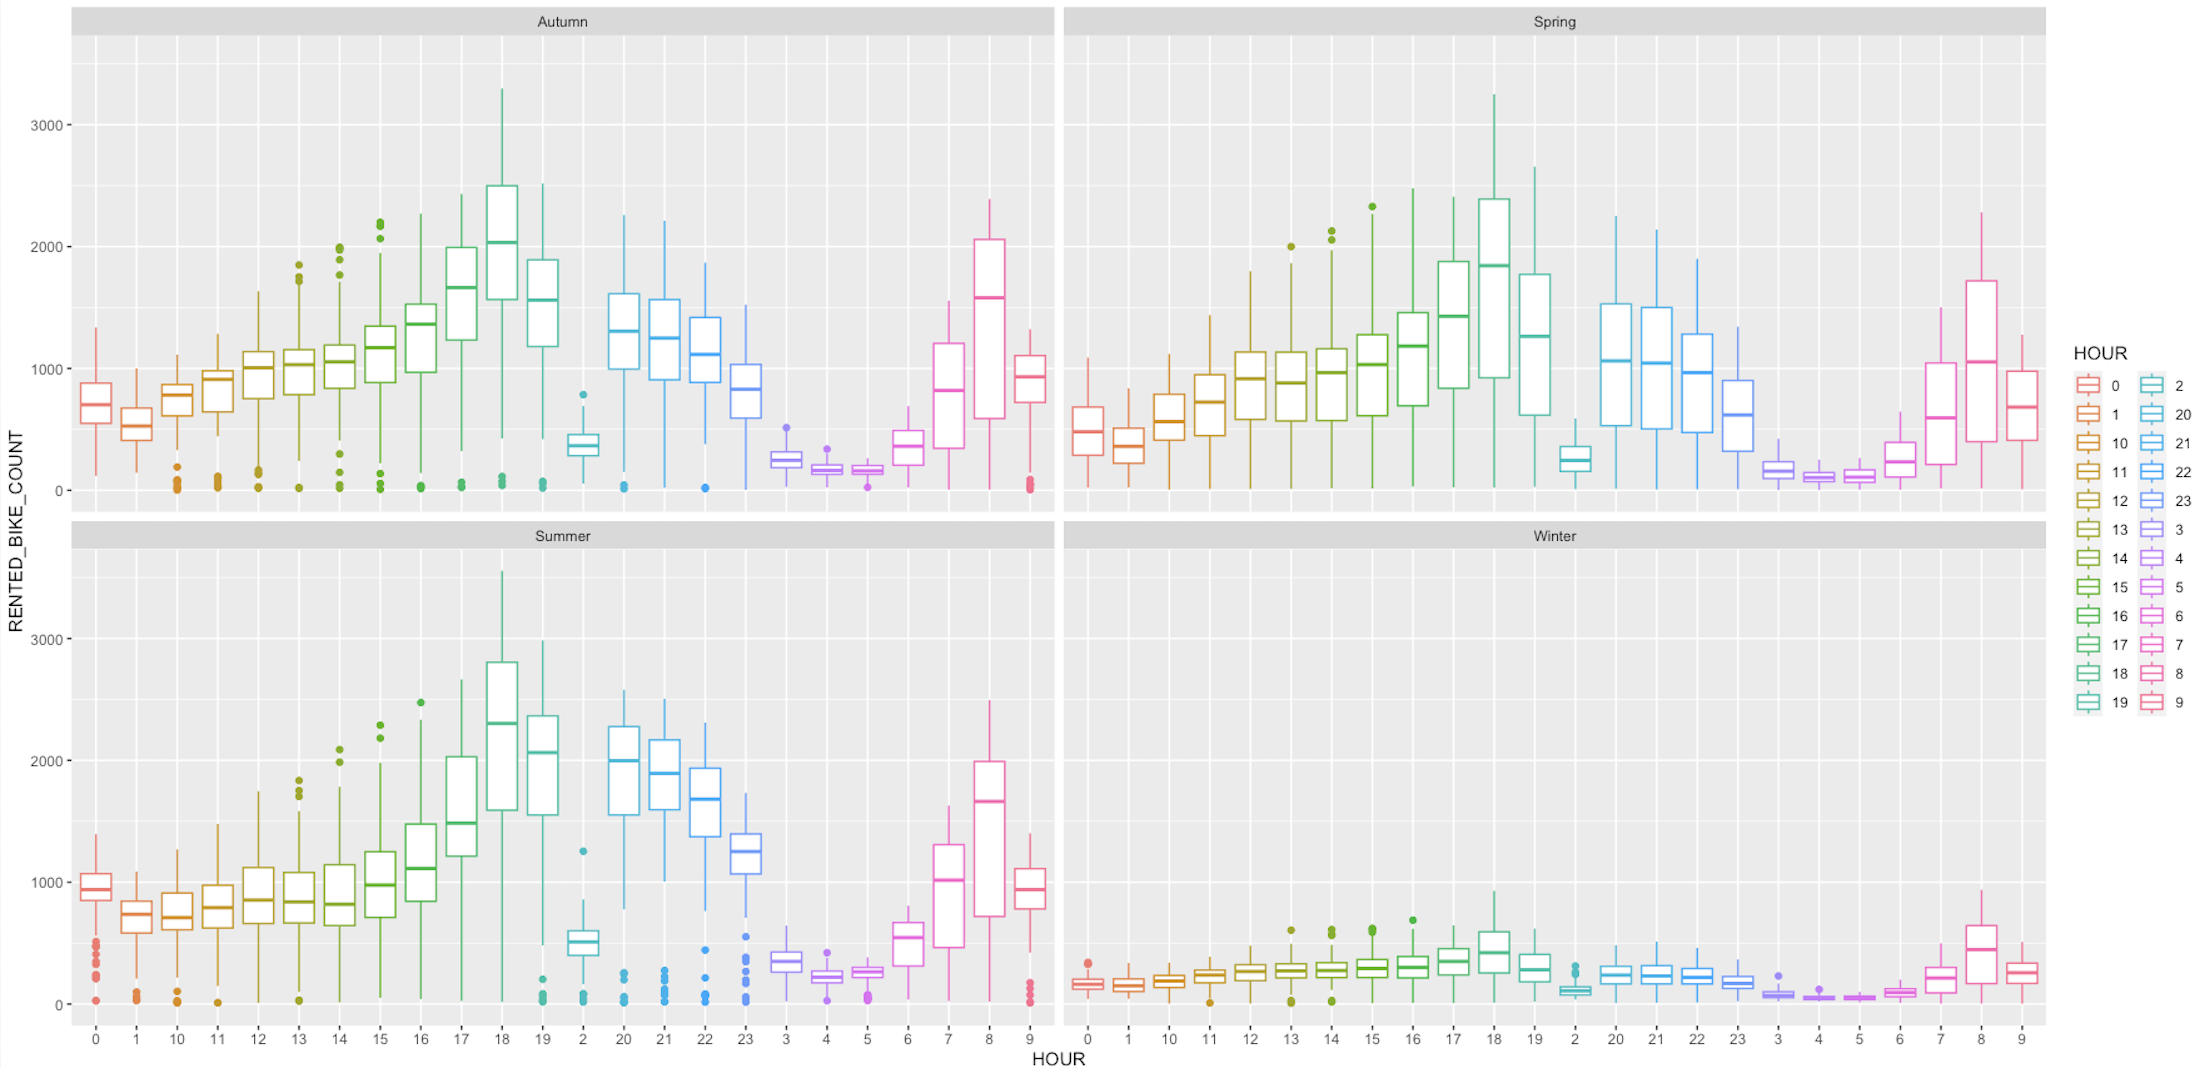 Autumn
Spring
3000
2000
1000
0
Summer
Winter
3000
2000
1000
0
0 1 10 11 12 13 14 15 16 17 18 19 2 20 21 22 23 3 4 5 6 7 8 9
0 1 10 11 12 13 14 15 16 17 18 19 2 20 21 22 23 3 4 5 6 7 8 9
HOUR
RENTED_BIKE_COUNT
HOUR
0 2
1 20
10 21
11 22
12 23
13 3
14 4
15 5
16 6
17 7
18 8
19 9